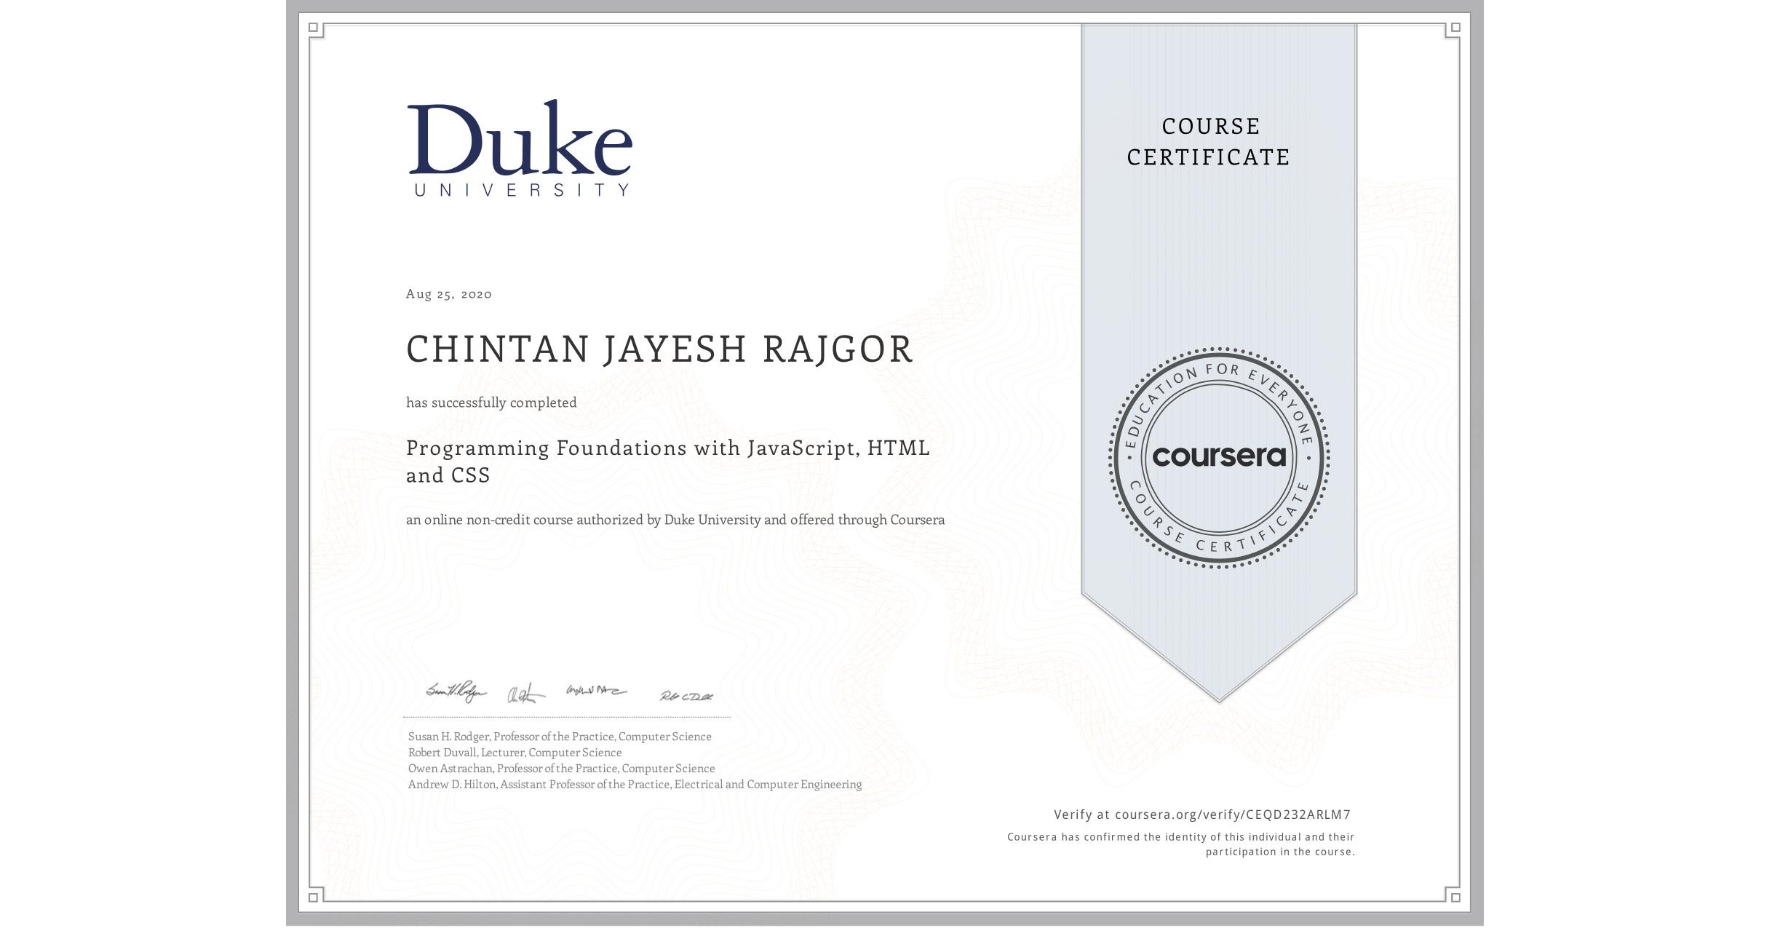 Duke
UNIVERSITY
COURSE
CERTIFICATE
Aug 25, 2020
CHINTAN JAYESH RAJGOR
has successfully completed
Programming Foundations with JavaScript, HTML
and CSS
an online non-credit course authorized by Duke University and offered through Coursera
EDUCATION FOR EVERYONE
coursera
COURSE CERTIFICATE
Susan H. Rodger, Professor of the Practice, Computer Science
Robert Duvall, Lecturer, Computer Science
Owen Astrachan, Professor of the Practice, Computer Science
Andrew D. Hilton, Assistant Professor of the Practice, Electrical and Computer Engineering
Verify at coursera.org/verify/CEQD232ARLM7
Coursera has confirmed the identity of this individual and their
participation in the course.